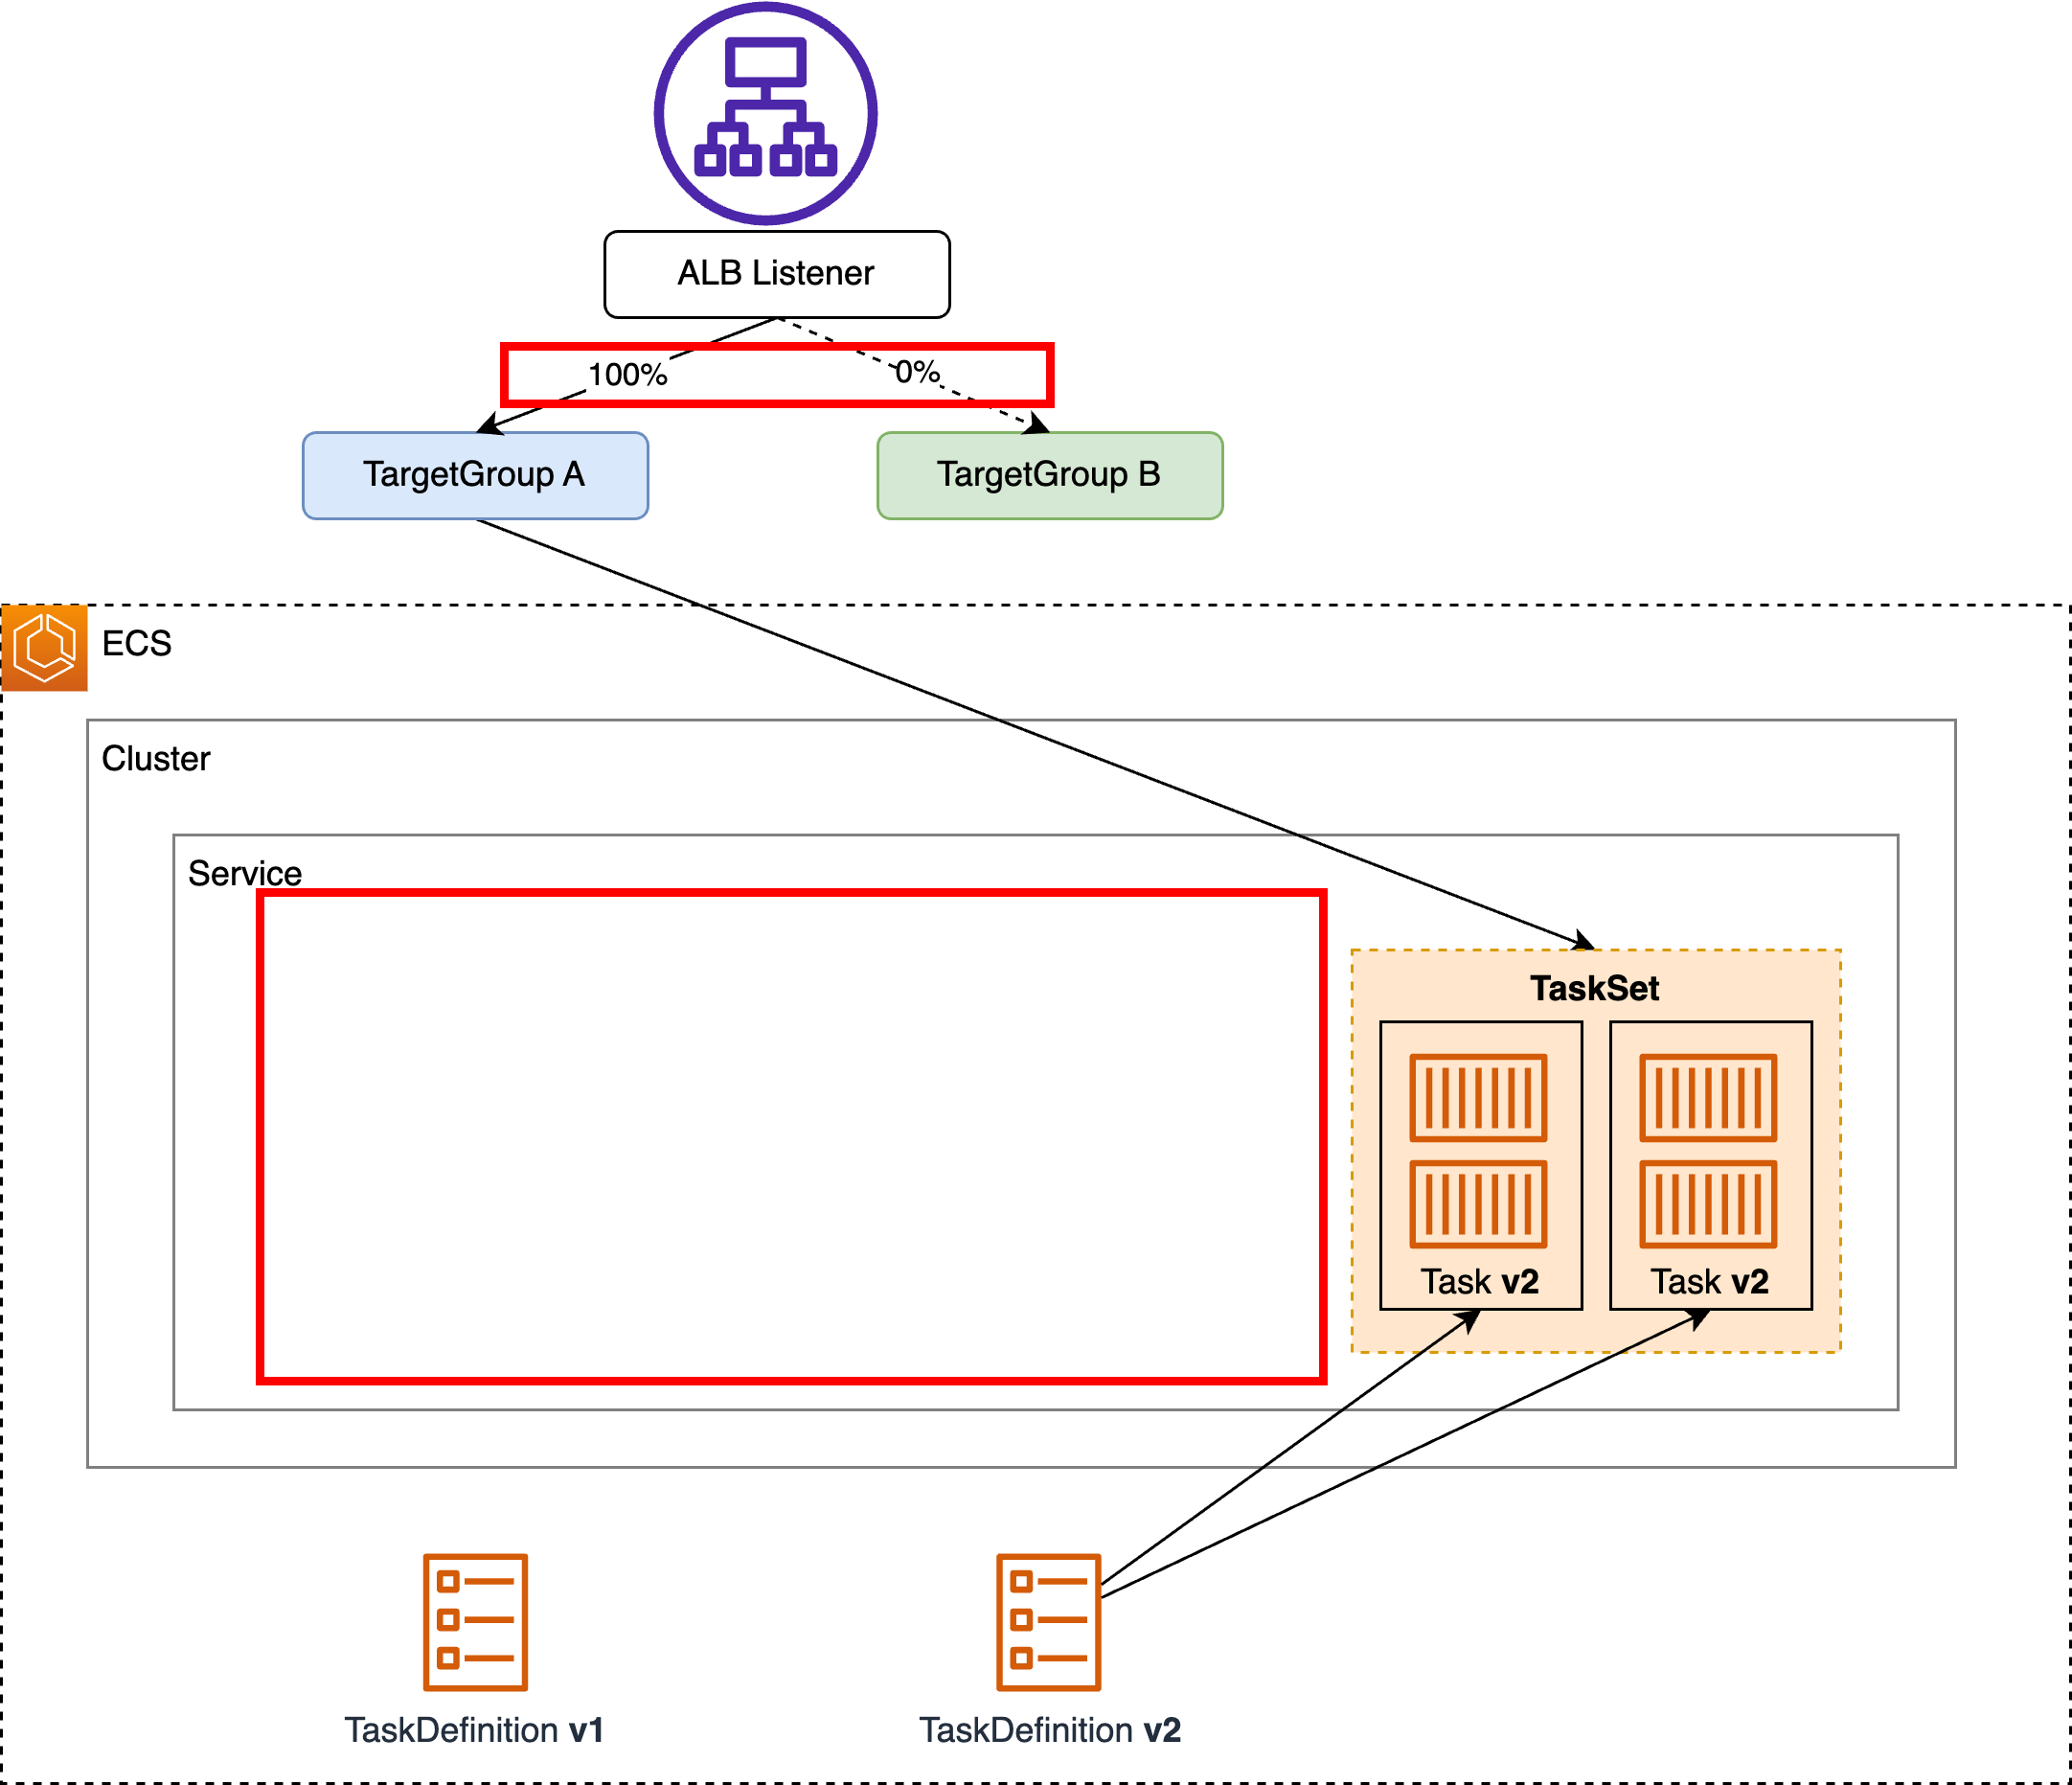 ALB Listener
100%
0%
TargetGroup A
TargetGroup B
ECS
Cluster
Service
TaskSet
Task v2
Task v2
TaskDefinition v1
TaskDefinition v2